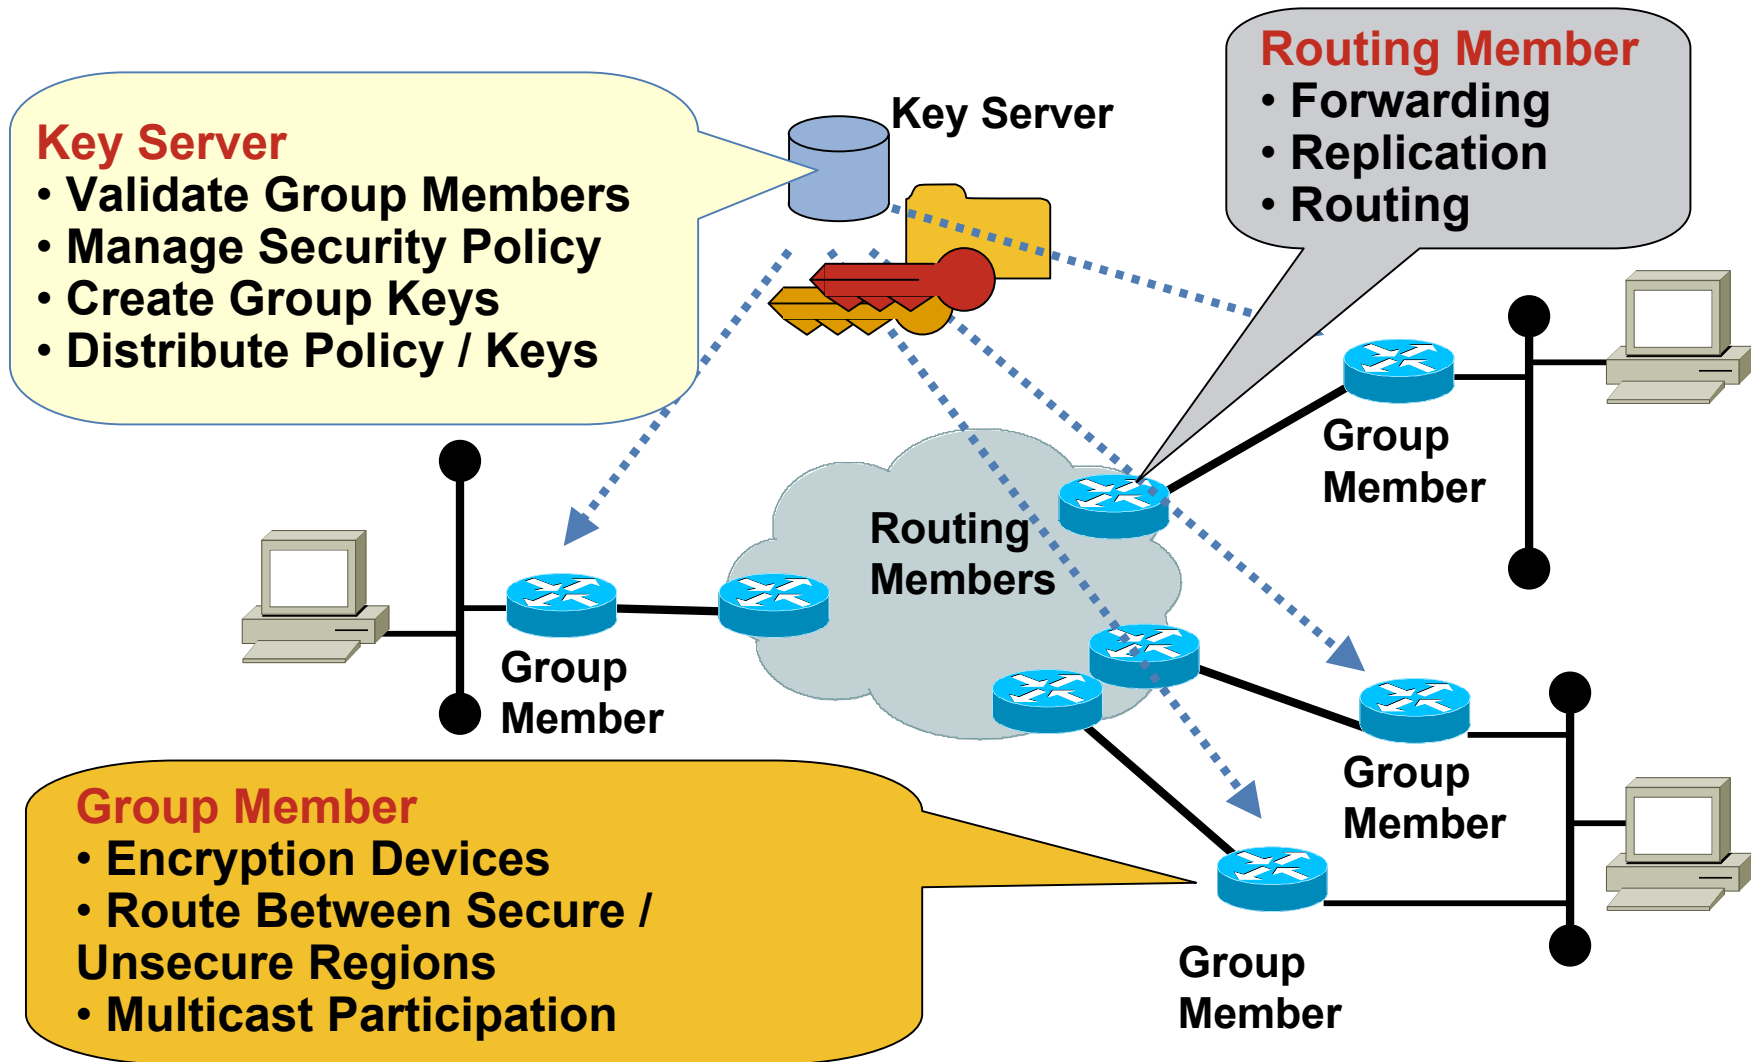 Key Server
• Validate Group Members
• Manage Security Policy
• Create Group Keys
• Distribute Policy / Keys
Key Server
Routing Member
• Forwarding
• Replication
• Routing
Group
Member
Routing
Members
Group
Member
Group
Member
Group Member
• Encryption Devices
• Route Between Secure /
Unsecure Regions
• Multicast Participation
Group
Member